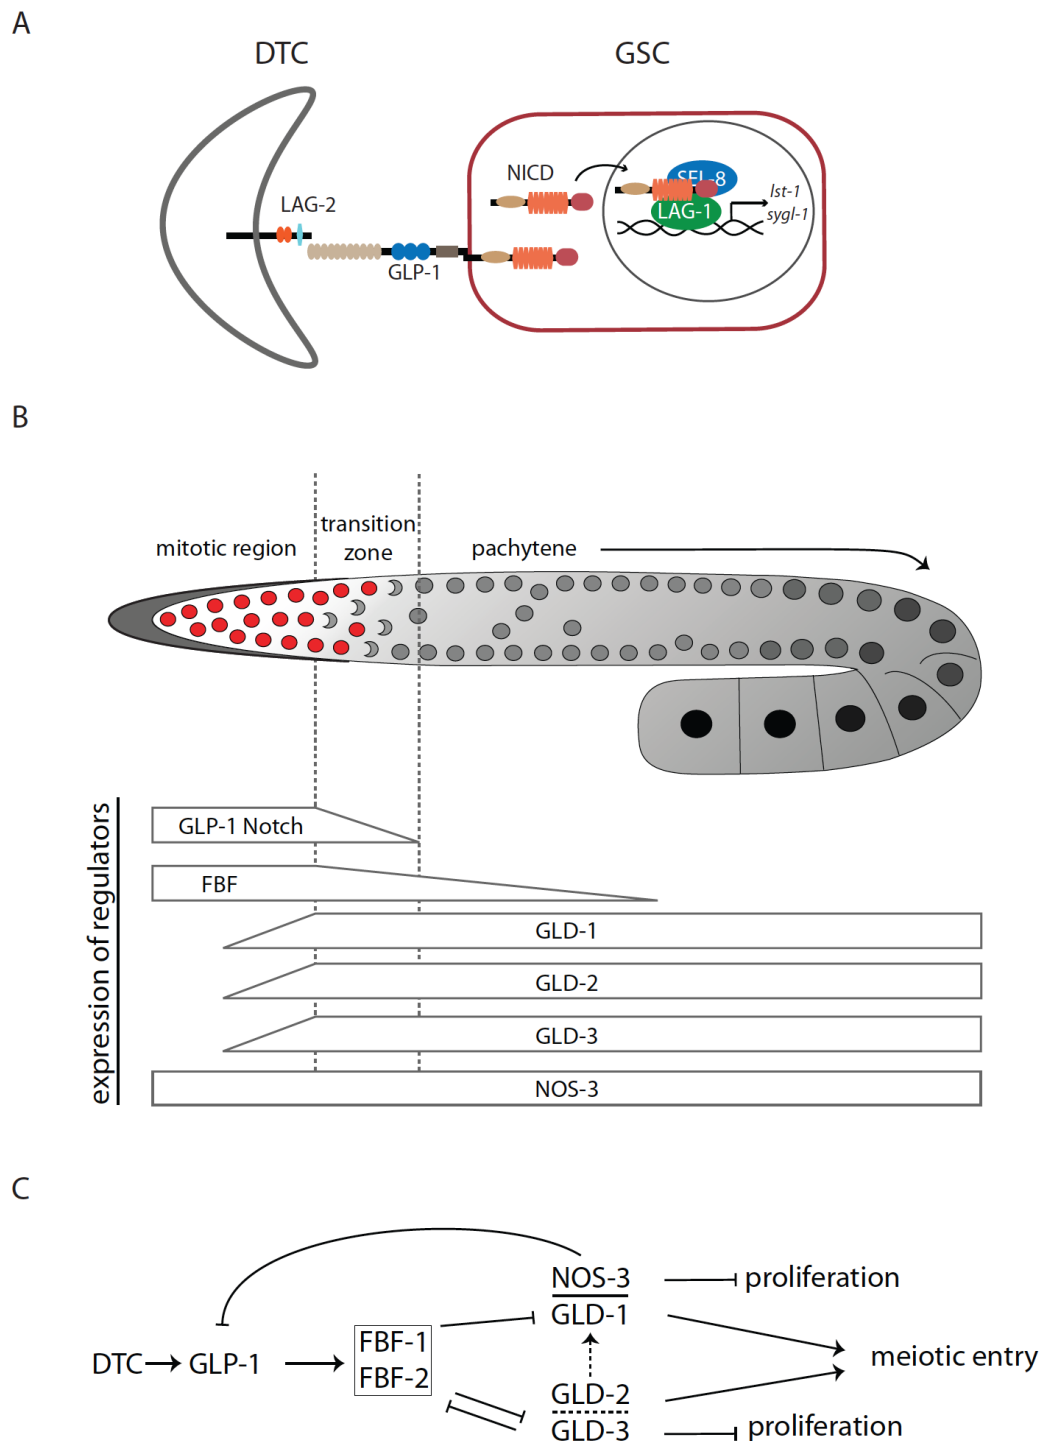 A
DTC
GSC
NICD
SEL-8
lst-1
LAG-1
sygl-1
LAG-2
GLP-1
B
transition
mitotic region
zone
pachytene
expression of regulators
GLP-1 Notch
FBF
GLD-1
GLD-2
GLD-3
NOS-3
C
NOS-3
proliferation
GLD-1
FBF-1
DTC
GLP-1
meiotic entry
FBF-2
GLD-2
GLD-3
proliferation